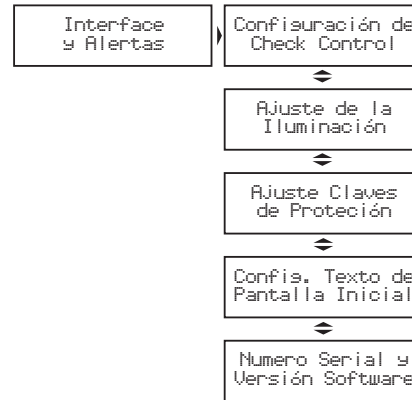 Interface
y Alertas
Configuración de
Check Control
Ajuste de la
Iluminación
Ajuste Claves
de Proteción
Config. Texto de
Pantalla Inicial
Numero Serial y
Versión Software